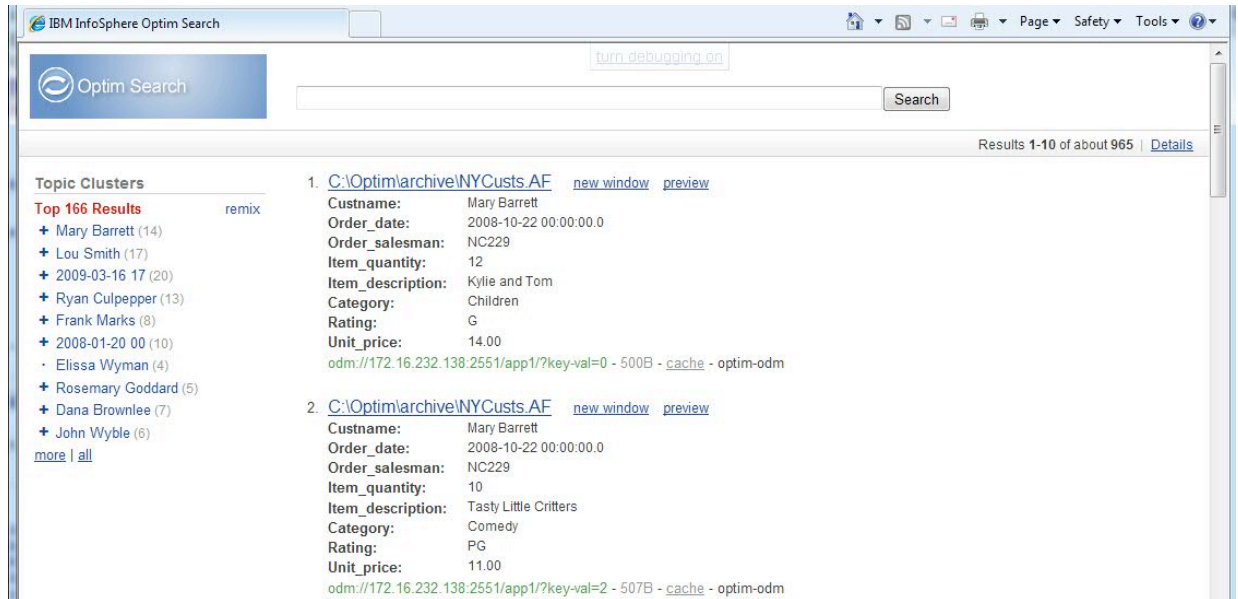 IBM InfoSphere Optim Search
Page Safety Tools
turn debugging on
Optim Search
Search
Results 1-10 of about 965 | Details
Topic Clusters
Top 166 Results remix
+ Mary Barrett (14)
+ Lou Smith (17)
+ 2009-03-16 17 (20)
+ Ryan Culpepper (13)
+ Frank Marks (8)
+ 2008-01-20 00 (10)
· Elissa Wyman (4)
+ Rosemary Goddard (5)
+ Dana Brownlee (7)
+ John Wyble (6)
more | all
1. C:\Optim\archive\NYCusts.AF new window preview
Custname: Mary Barrett
Order_date: 2008-10-22 00:00:00.0
Order_salesman: NC229
Item_quantity: 12
Item_description: Kylie and Tom
Category: Children
Rating: G
Unit_price: 14.00
odm://172.16.232.138:2551/app1/?key-val=0 - 500B - cache - optim-odm
2. C:\Optim\archive\NYCusts.AF new window preview
Custname: Mary Barrett
Order_date: 2008-10-22 00:00:00.0
Order_salesman: NC229
Item_quantity: 10
Item_description: Tasty Little Critters
Category: Comedy
Rating: PG
Unit_price: 11.00
odm://172.16.232.138:2551/app1/?key-val=2 - 507B - cache - optim-odm